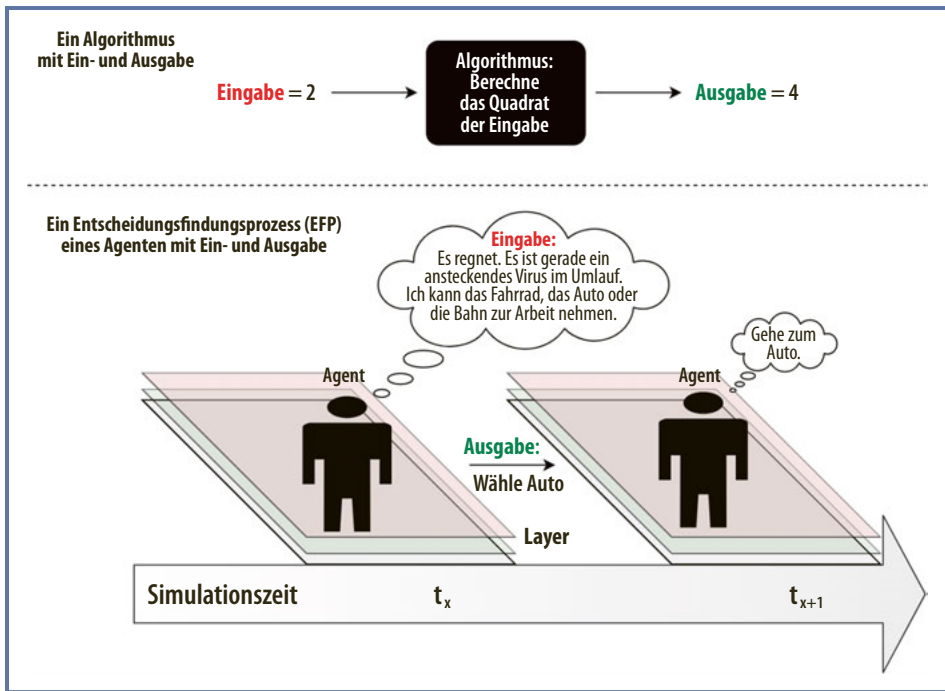 Ein Algorithmus
mit Ein- und Ausgabe
Eingabe = 2
Algorithmus:
Berechne
das Quadrat
der Eingabe
Ausgabe = 4
Ein Entscheidungsfindungsprozess (EFP)
eines Agenten mit Ein- und Ausgabe
Eingabe:
Es regnet. Es ist gerade ein
ansteckendes Virus im Umlauf.
Ich kann das Fahrrad, das Auto oder
die Bahn zur Arbeit nehmen.
Gehe zum
Auto.
Agent
Agent
Ausgabe:
Wähle Auto
Layer
Simulationszeit
t x
t x+1